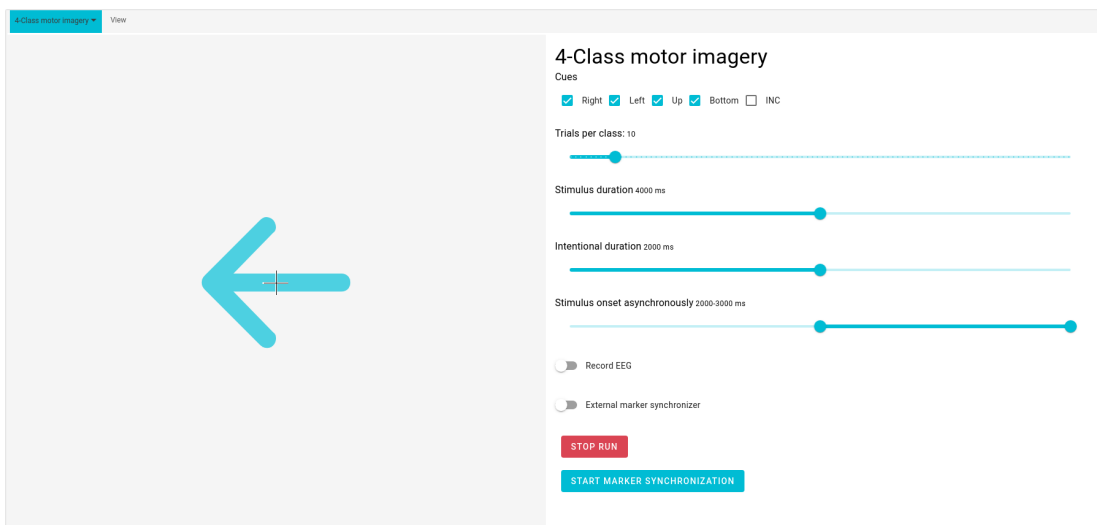 4-Class motor imagery View
4-Class motor imagery
Cues
Right Left Up Bottom INC
Trials per class: 10
Stimulus duration 4000 ms
Intentional duration 2000 ms
Stimulus onset asynchronously 2000-3000 ms
Record EEG
External marker synchronizer
STOP RUN
START MARKER SYNCHRONIZATION